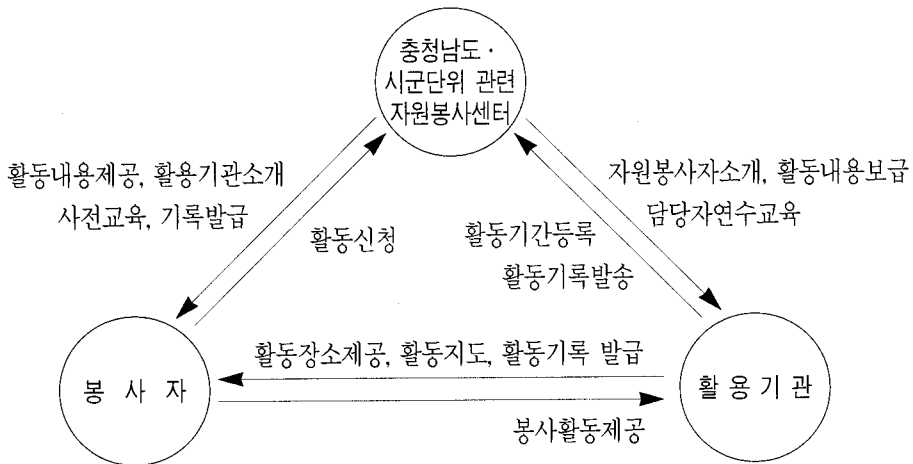 충청남도·
시군단위 관련
자원봉사센터
활동내용제공, 활용기관소개
사전교육, 기록발급
자원봉사자소개, 활동내용보급
담당자연수교육
활동신청
활동기간등록
활동기록발송
봉 사 자
활동장소제공, 활동지도, 활동기록 발급
활 용 기 관
봉사활동제공